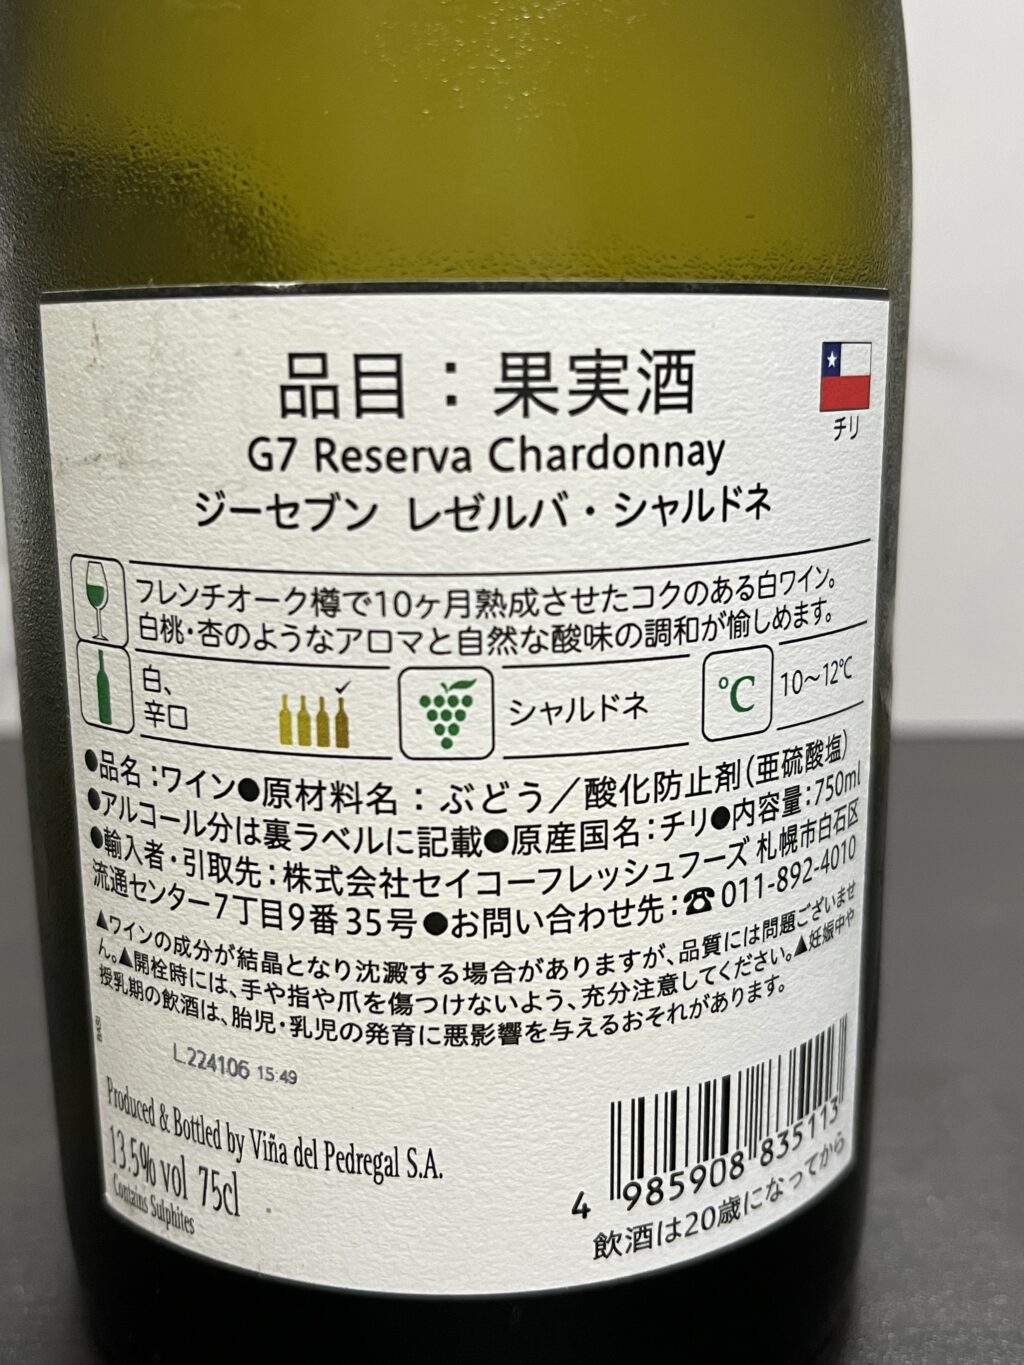 品目：果実酒
チリ
G7 Reserva Chardonnay
ジーセブン レゼルバ・シャルドネ
フレンチオーク樽で10ヶ月熟成させたコクのある白ワイン。
白桃・杏のようなアロマと自然な酸味の調和が愉しめます。
白、
辛口
シャルドネ
℃
10～12℃
●品名：ワイン●原材料名：ぶどう／酸化防止剤(亜硫酸塩)
●アルコール分は裏ラベルに記載●原産国名：チリ●内容量：750ml
●輸入者・引取先：株式会社セイコーフレッシュフーズ 札幌市白石区
流通センター7丁目9番35号●お問い合わせ先：☎011-892-4010
▲ワインの成分が結晶となり沈澱する場合がありますが、品質には問題ございませ
ん。▲開栓時には、手や指や爪を傷つけないよう、充分注意してください。▲妊娠中や
授乳期の飲酒は、胎児・乳児の発育に悪影響を与えるおそれがあります。
L224106 15:49
Produced & Bottled by Viña del Pedregal S.A.
13.5% vol 75cl
Contains Sulphites
4 985908 835113
飲酒は20歳になってから